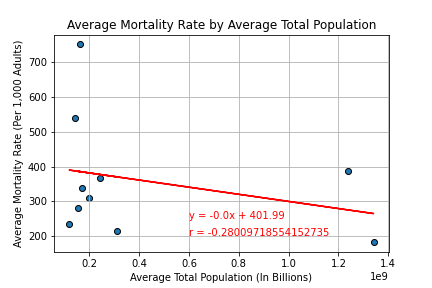 Average Mortality Rate by Average Total Population
Average Mortality Rate (Per 1,000 Adults)
700
600
500
400
300
200
y = -0.0x + 401.99
r = -0.28009718554152735
0.2 0.4 0.6 0.8 1.0 1.2 1.4
1e9
Average Total Population (In Billions)